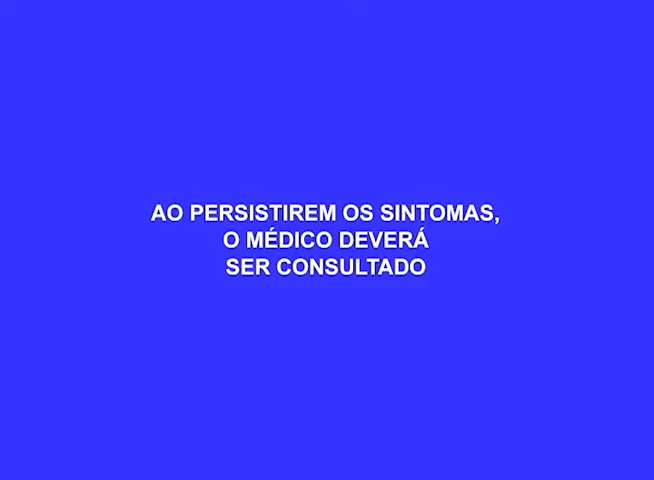 AO PERSISTIREM OS SINTOMAS,
O MÉDICO DEVERÁ
SER CONSULTADO